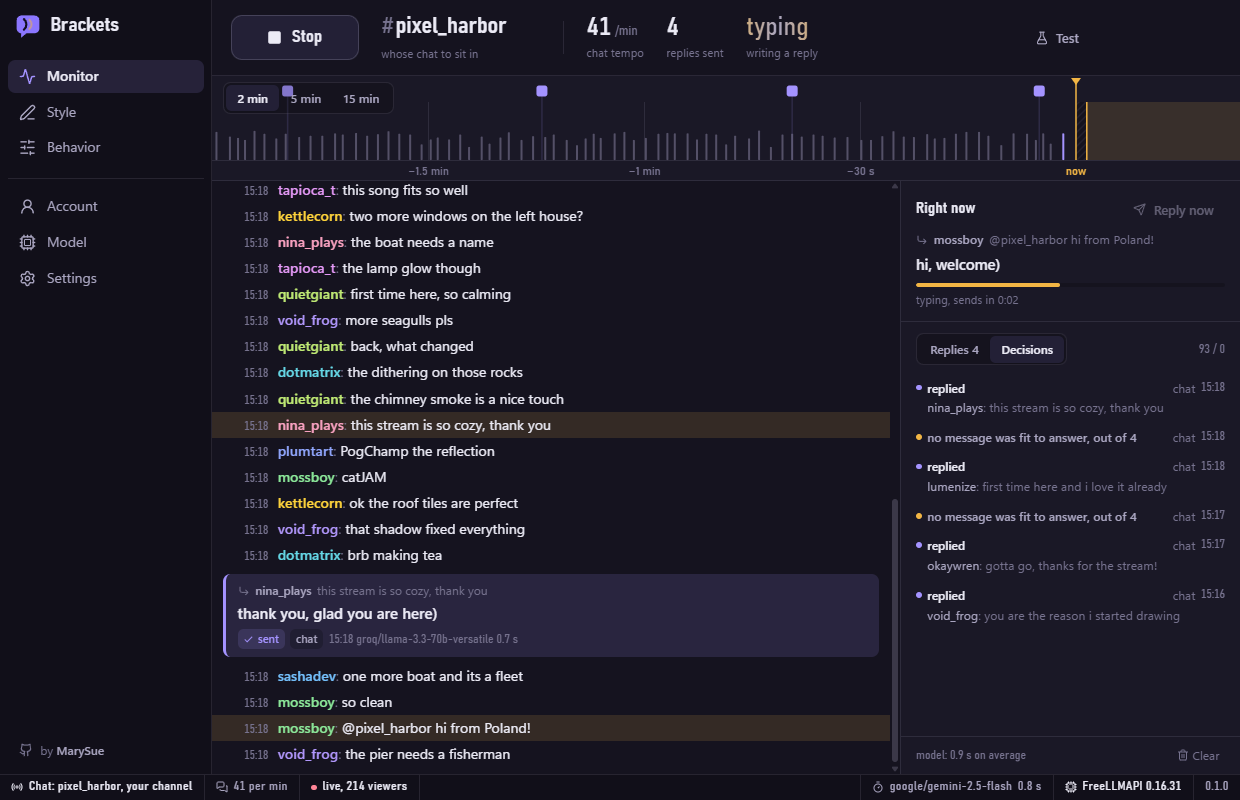 Brackets
Monitor
Style
Behavior
Account
Model
Settings
by MarySue
Stop
#pixel_harbor
whose chat to sit in
41 /min
chat tempo
4
replies sent
typing
writing a reply
Test
2 min 5 min 15 min
−1.5 min −1 min −30 s now
15:18 tapioca_t: this song fits so well
15:18 kettlecorn: two more windows on the left house?
15:18 nina_plays: the boat needs a name
15:18 tapioca_t: the lamp glow though
15:18 quietgiant: first time here, so calming
15:18 void_frog: more seagulls pls
15:18 quietgiant: back, what changed
15:18 dotmatrix: the dithering on those rocks
15:18 quietgiant: the chimney smoke is a nice touch
15:18 nina_plays: this stream is so cozy, thank you
15:18 plumtart: PogChamp the reflection
15:18 mossboy: catJAM
15:18 kettlecorn: ok the roof tiles are perfect
15:18 void_frog: that shadow fixed everything
15:18 dotmatrix: brb making tea
nina_plays this stream is so cozy, thank you
thank you, glad you are here)
sent chat 15:18 groq/llama-3.3-70b-versatile 0.7 s
15:18 sashadev: one more boat and its a fleet
15:18 mossboy: so clean
15:18 mossboy: @pixel_harbor hi from Poland!
15:18 void_frog: the pier needs a fisherman
Right now
Reply now
mossboy @pixel_harbor hi from Poland!
hi, welcome)
typing, sends in 0:02
Replies 4 Decisions 93 / 0
replied chat 15:18
nina_plays: this stream is so cozy, thank you
no message was fit to answer, out of 4 chat 15:18
replied chat 15:18
lumenize: first time here and i love it already
no message was fit to answer, out of 4 chat 15:17
replied chat 15:17
okaywren: gotta go, thanks for the stream!
replied chat 15:16
void_frog: you are the reason i started drawing
model: 0.9 s on average
Clear
Chat: pixel_harbor, your channel
41 per min
live, 214 viewers
google/gemini-2.5-flash 0.8 s
FreeLLMAPI 0.16.31
0.1.0